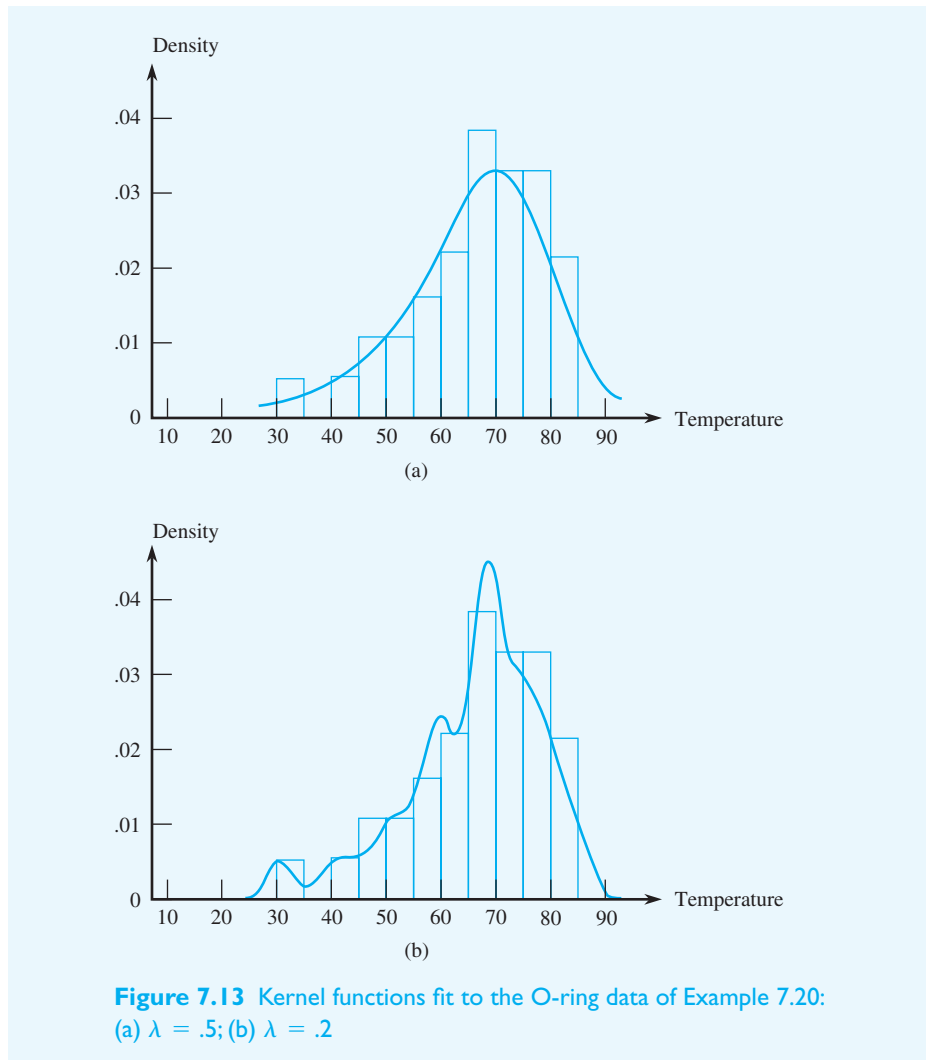 Density
.04
.03
.02
.01
0
Temperature
10 20 30 40 50 60 70 80 90
(a)
Density
.04
.03
.02
.01
0
Temperature
10 20 30 40 50 60 70 80 90
(b)
Figure 7.13 Kernel functions fit to the O-ring data of Example 7.20:
(a) λ = .5; (b) λ = .2